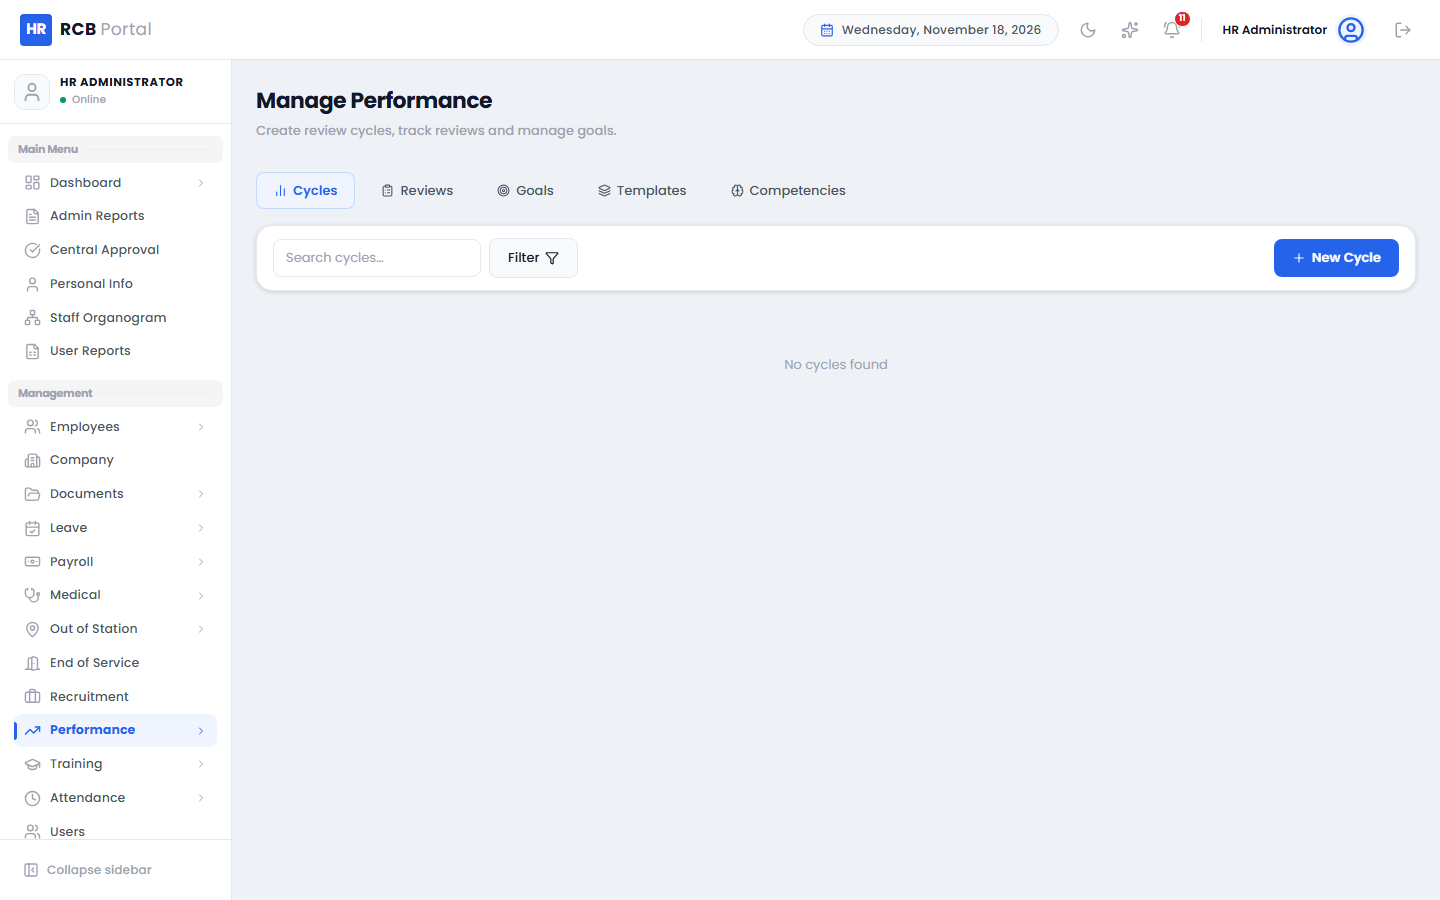 HR RCB Portal
Wednesday, November 18, 2026
11
HR Administrator
HR ADMINISTRATOR
Online
Main Menu
Dashboard
Admin Reports
Central Approval
Personal Info
Staff Organogram
User Reports
Management
Employees
Company
Documents
Leave
Payroll
Medical
Out of Station
End of Service
Recruitment
Performance
Training
Attendance
Users
Collapse sidebar
Manage Performance
Create review cycles, track reviews and manage goals.
Cycles Reviews Goals Templates Competencies
Search cycles... Filter + New Cycle
No cycles found